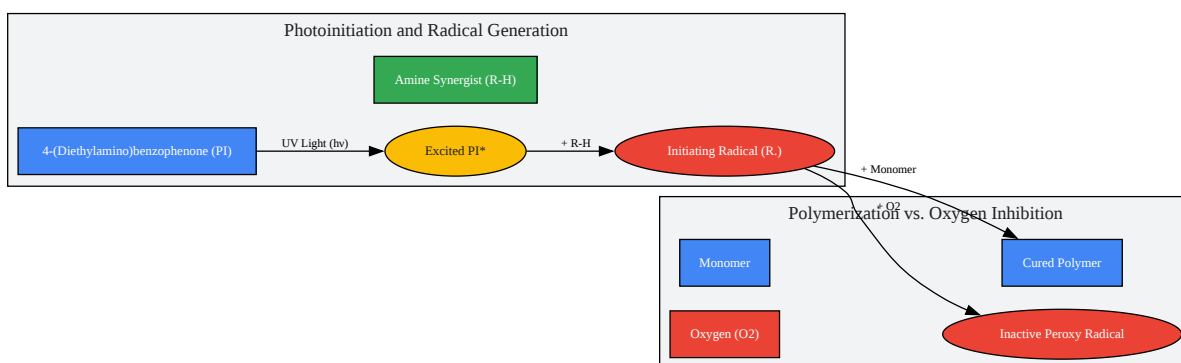 Photoinitiation and Radical Generation
Amine Synergist (R-H)
4-(Diethylamino)benzophenone (PI)
UV Light (hν)
Excited PI*
+ R-H
Initiating Radical (R.)
+ Monomer
+ O2
Polymerization vs. Oxygen Inhibition
Monomer
Cured Polymer
Oxygen (O2)
Inactive Peroxy Radical